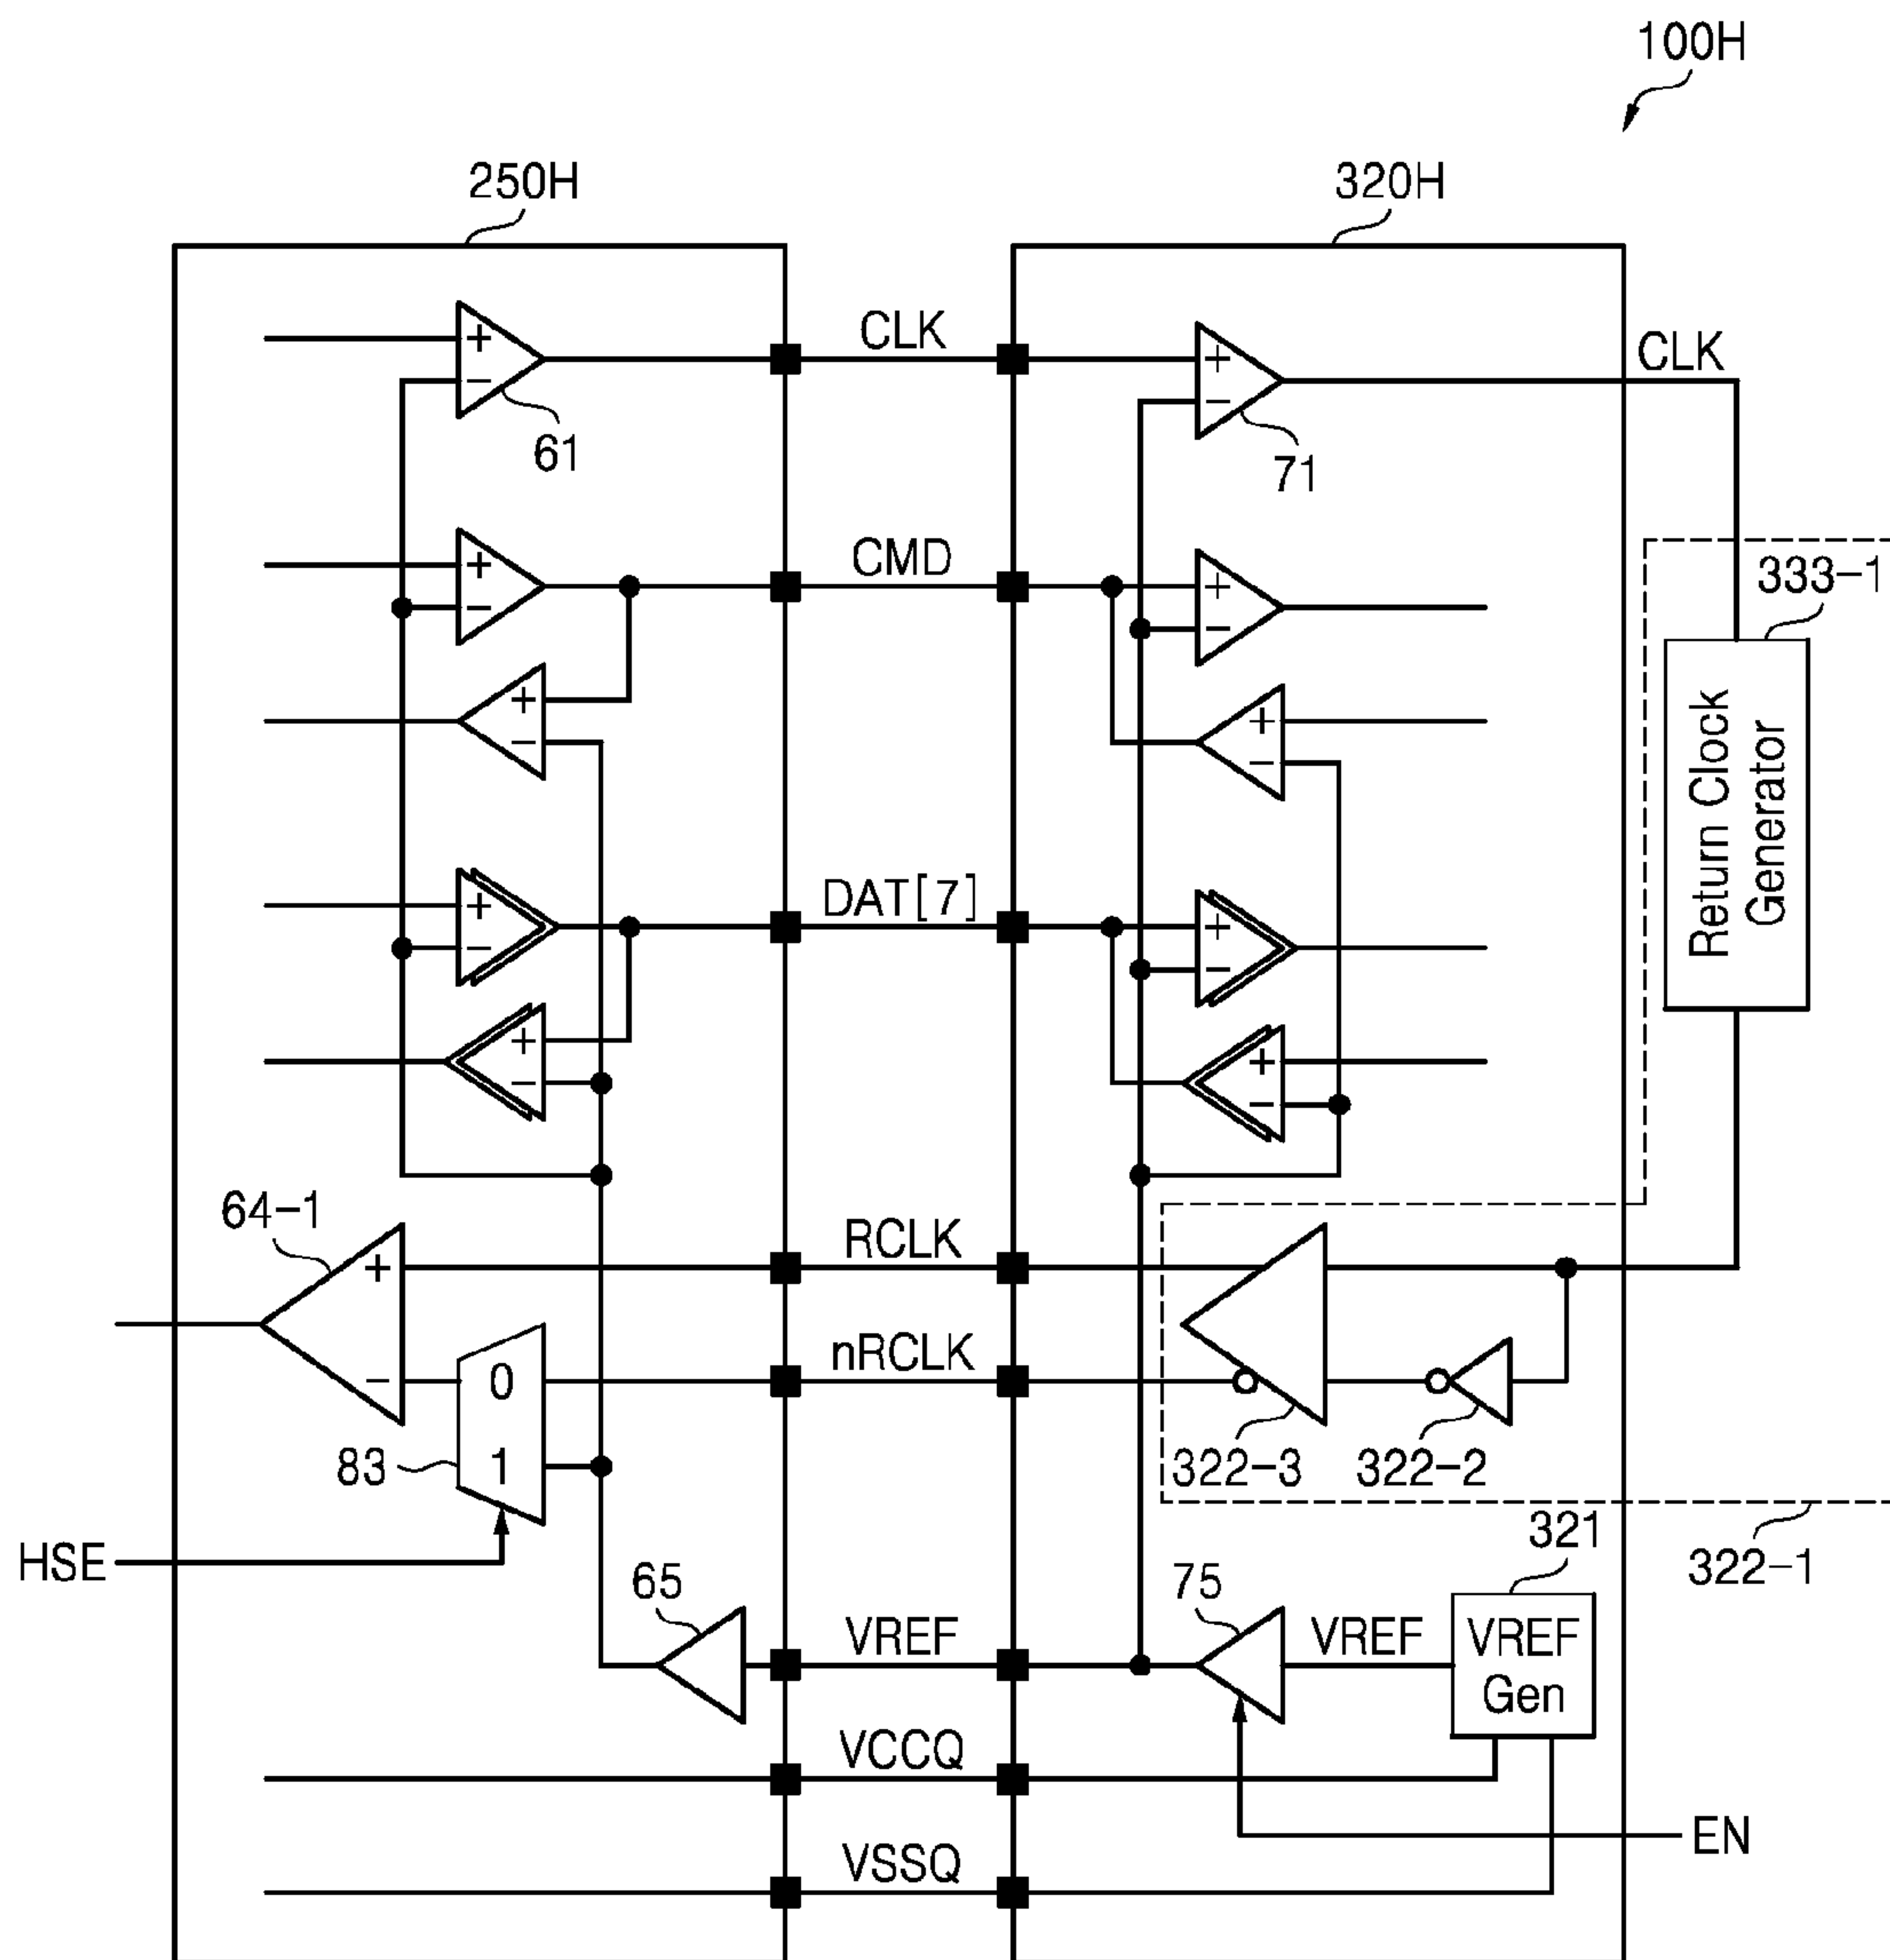 100H
250H
320H
CLK
CLK
+
−
+
−
61
71
CMD
333−1
+
−
+
−
+
−
+
−
Return Clock
Generator
DAT[7]
+
−
+
−
+
−
+
−
64−1
RCLK
+
nRCLK
−
0
1
83
322−3
322−2
HSE
321
322−1
65
75
VREF
VREF
VREF
Gen
VCCQ
EN
VSSQ